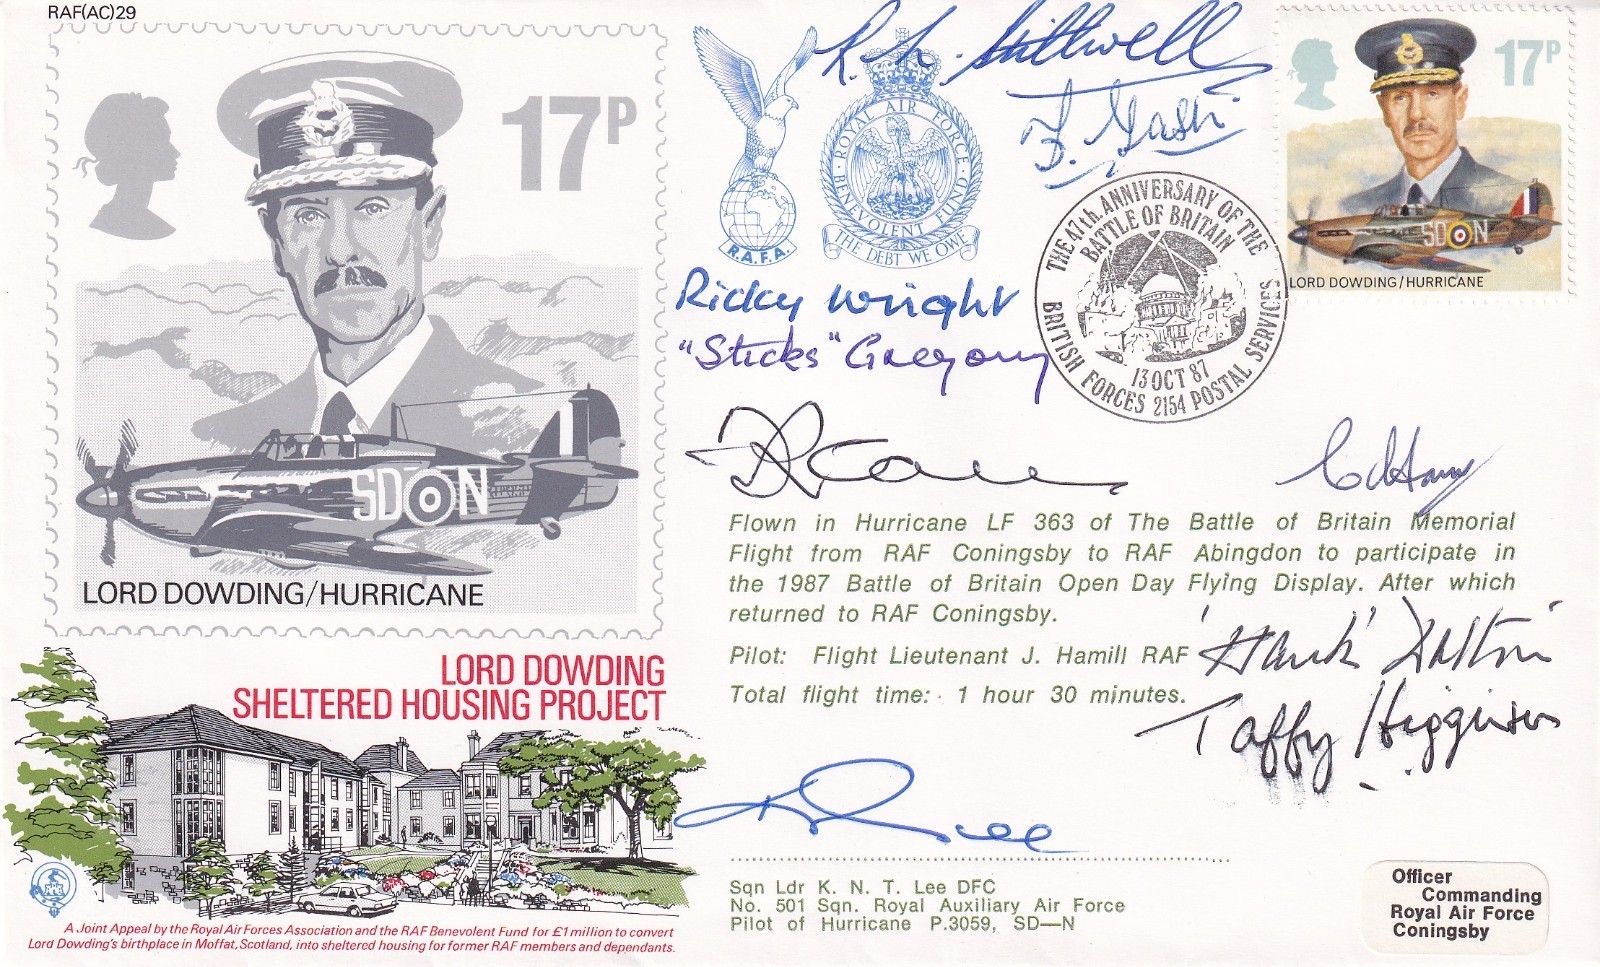 RAF(AC)29
17P
SD N
LORD DOWDING/HURRICANE
LORD DOWDING
SHELTERED HOUSING PROJECT
A Joint Appeal by the Royal Air Forces Association and the RAF Benevolent Fund for £1 million to convert
Lord Dowding's birthplace in Moffat, Scotland, into sheltered housing for former RAF members and dependants.
R.A.F.A.
ROYAL AIR FORCE
BENEVOLENT FUND
THE DEBT WE OWE
R. L. Stillwell
17P
SD N
LORD DOWDING/HURRICANE
THE 47th. ANNIVERSARY OF THE
BATTLE OF BRITAIN
13 OCT 87
BRITISH FORCES 2154 POSTAL SERVICES
Ricky Wright
"Sticks" Gregory
Flown in Hurricane LF 363 of The Battle of Britain Memorial
Flight from RAF Coningsby to RAF Abingdon to participate in
the 1987 Battle of Britain Open Day Flying Display. After which
returned to RAF Coningsby.
Pilot: Flight Lieutenant J. Hamill RAF
Total flight time: 1 hour 30 minutes.
'Hank' Dalton
Taffy Higginson
Lee
Sqn Ldr K. N. T. Lee DFC
No. 501 Sqn. Royal Auxiliary Air Force
Pilot of Hurricane P.3059, SD—N
Officer
Commanding
Royal Air Force
Coningsby